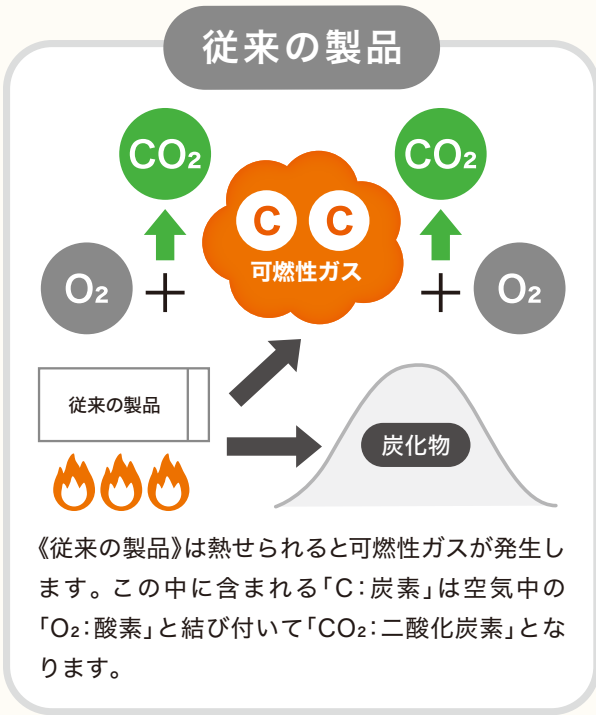 従来の製品
CO₂
CO₂
C C
可燃性ガス
O₂ +
+ O₂
従来の製品
炭化物
《従来の製品》は熱せられると可燃性ガスが発生し
ます。この中に含まれる「C:炭素」は空気中の
「O₂:酸素」と結び付いて「CO₂:二酸化炭素」とな
ります。